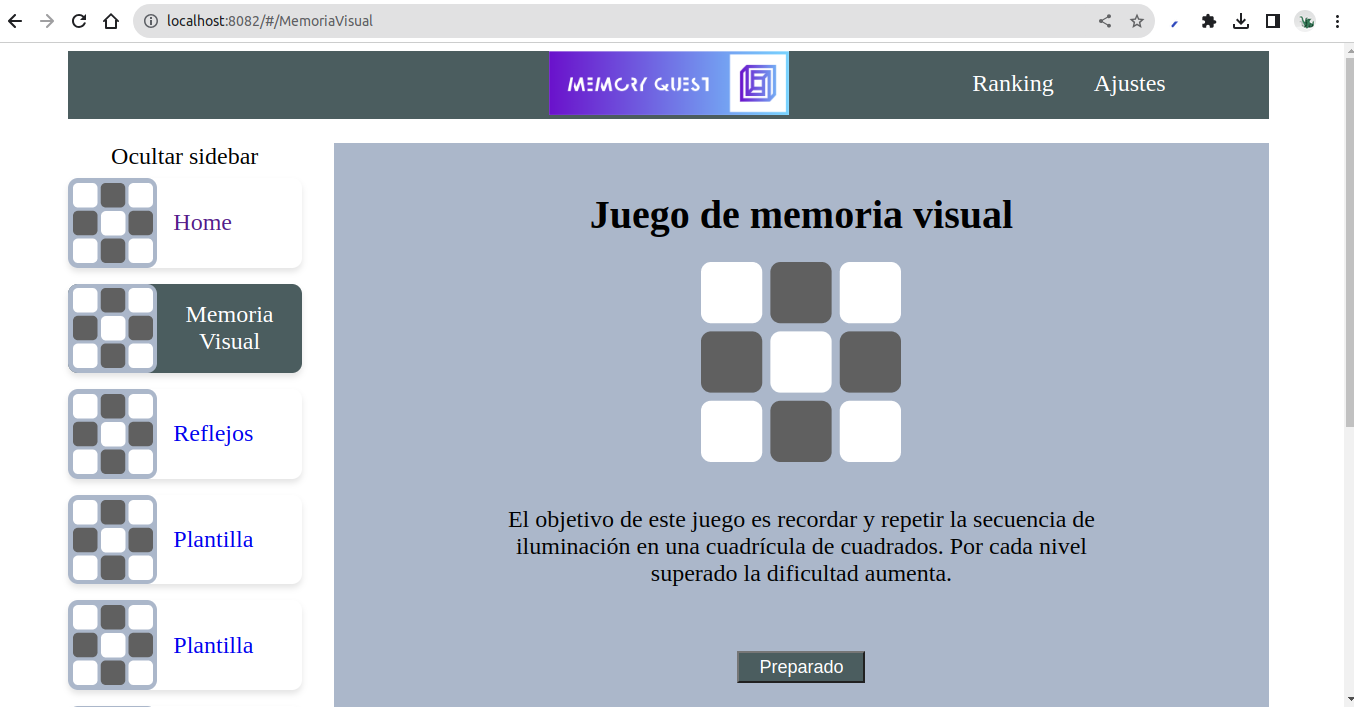 localhost:8082/#/MemoriaVisual
MEMORY QUEST
Ranking
Ajustes
Ocultar sidebar
Home
Memoria
Visual
Reflejos
Plantilla
Plantilla
Juego de memoria visual
El objetivo de este juego es recordar y repetir la secuencia de
iluminación en una cuadrícula de cuadrados. Por cada nivel
superado la dificultad aumenta.
Preparado